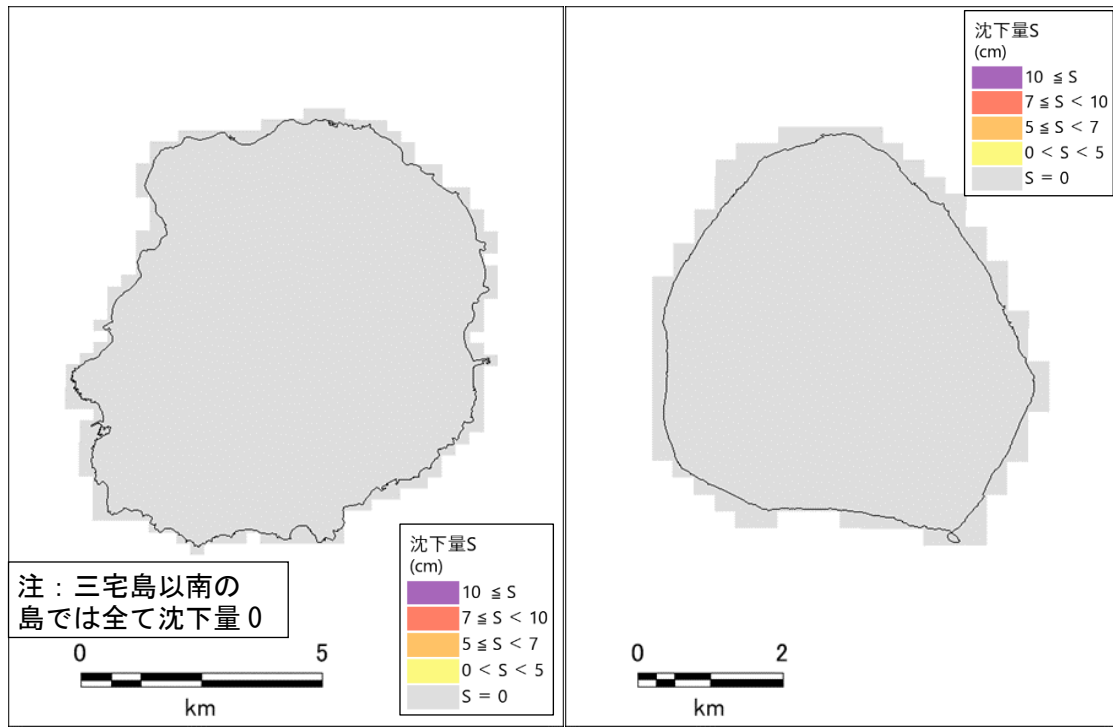 注：三宅島以南の
島では全て沈下量０
0 5
km
沈下量S
(cm)
10 ≦ S
7 ≦ S < 10
5 ≦ S < 7
0 < S < 5
S = 0
沈下量S
(cm)
10 ≦ S
7 ≦ S < 10
5 ≦ S < 7
0 < S < 5
S = 0
0 2
km